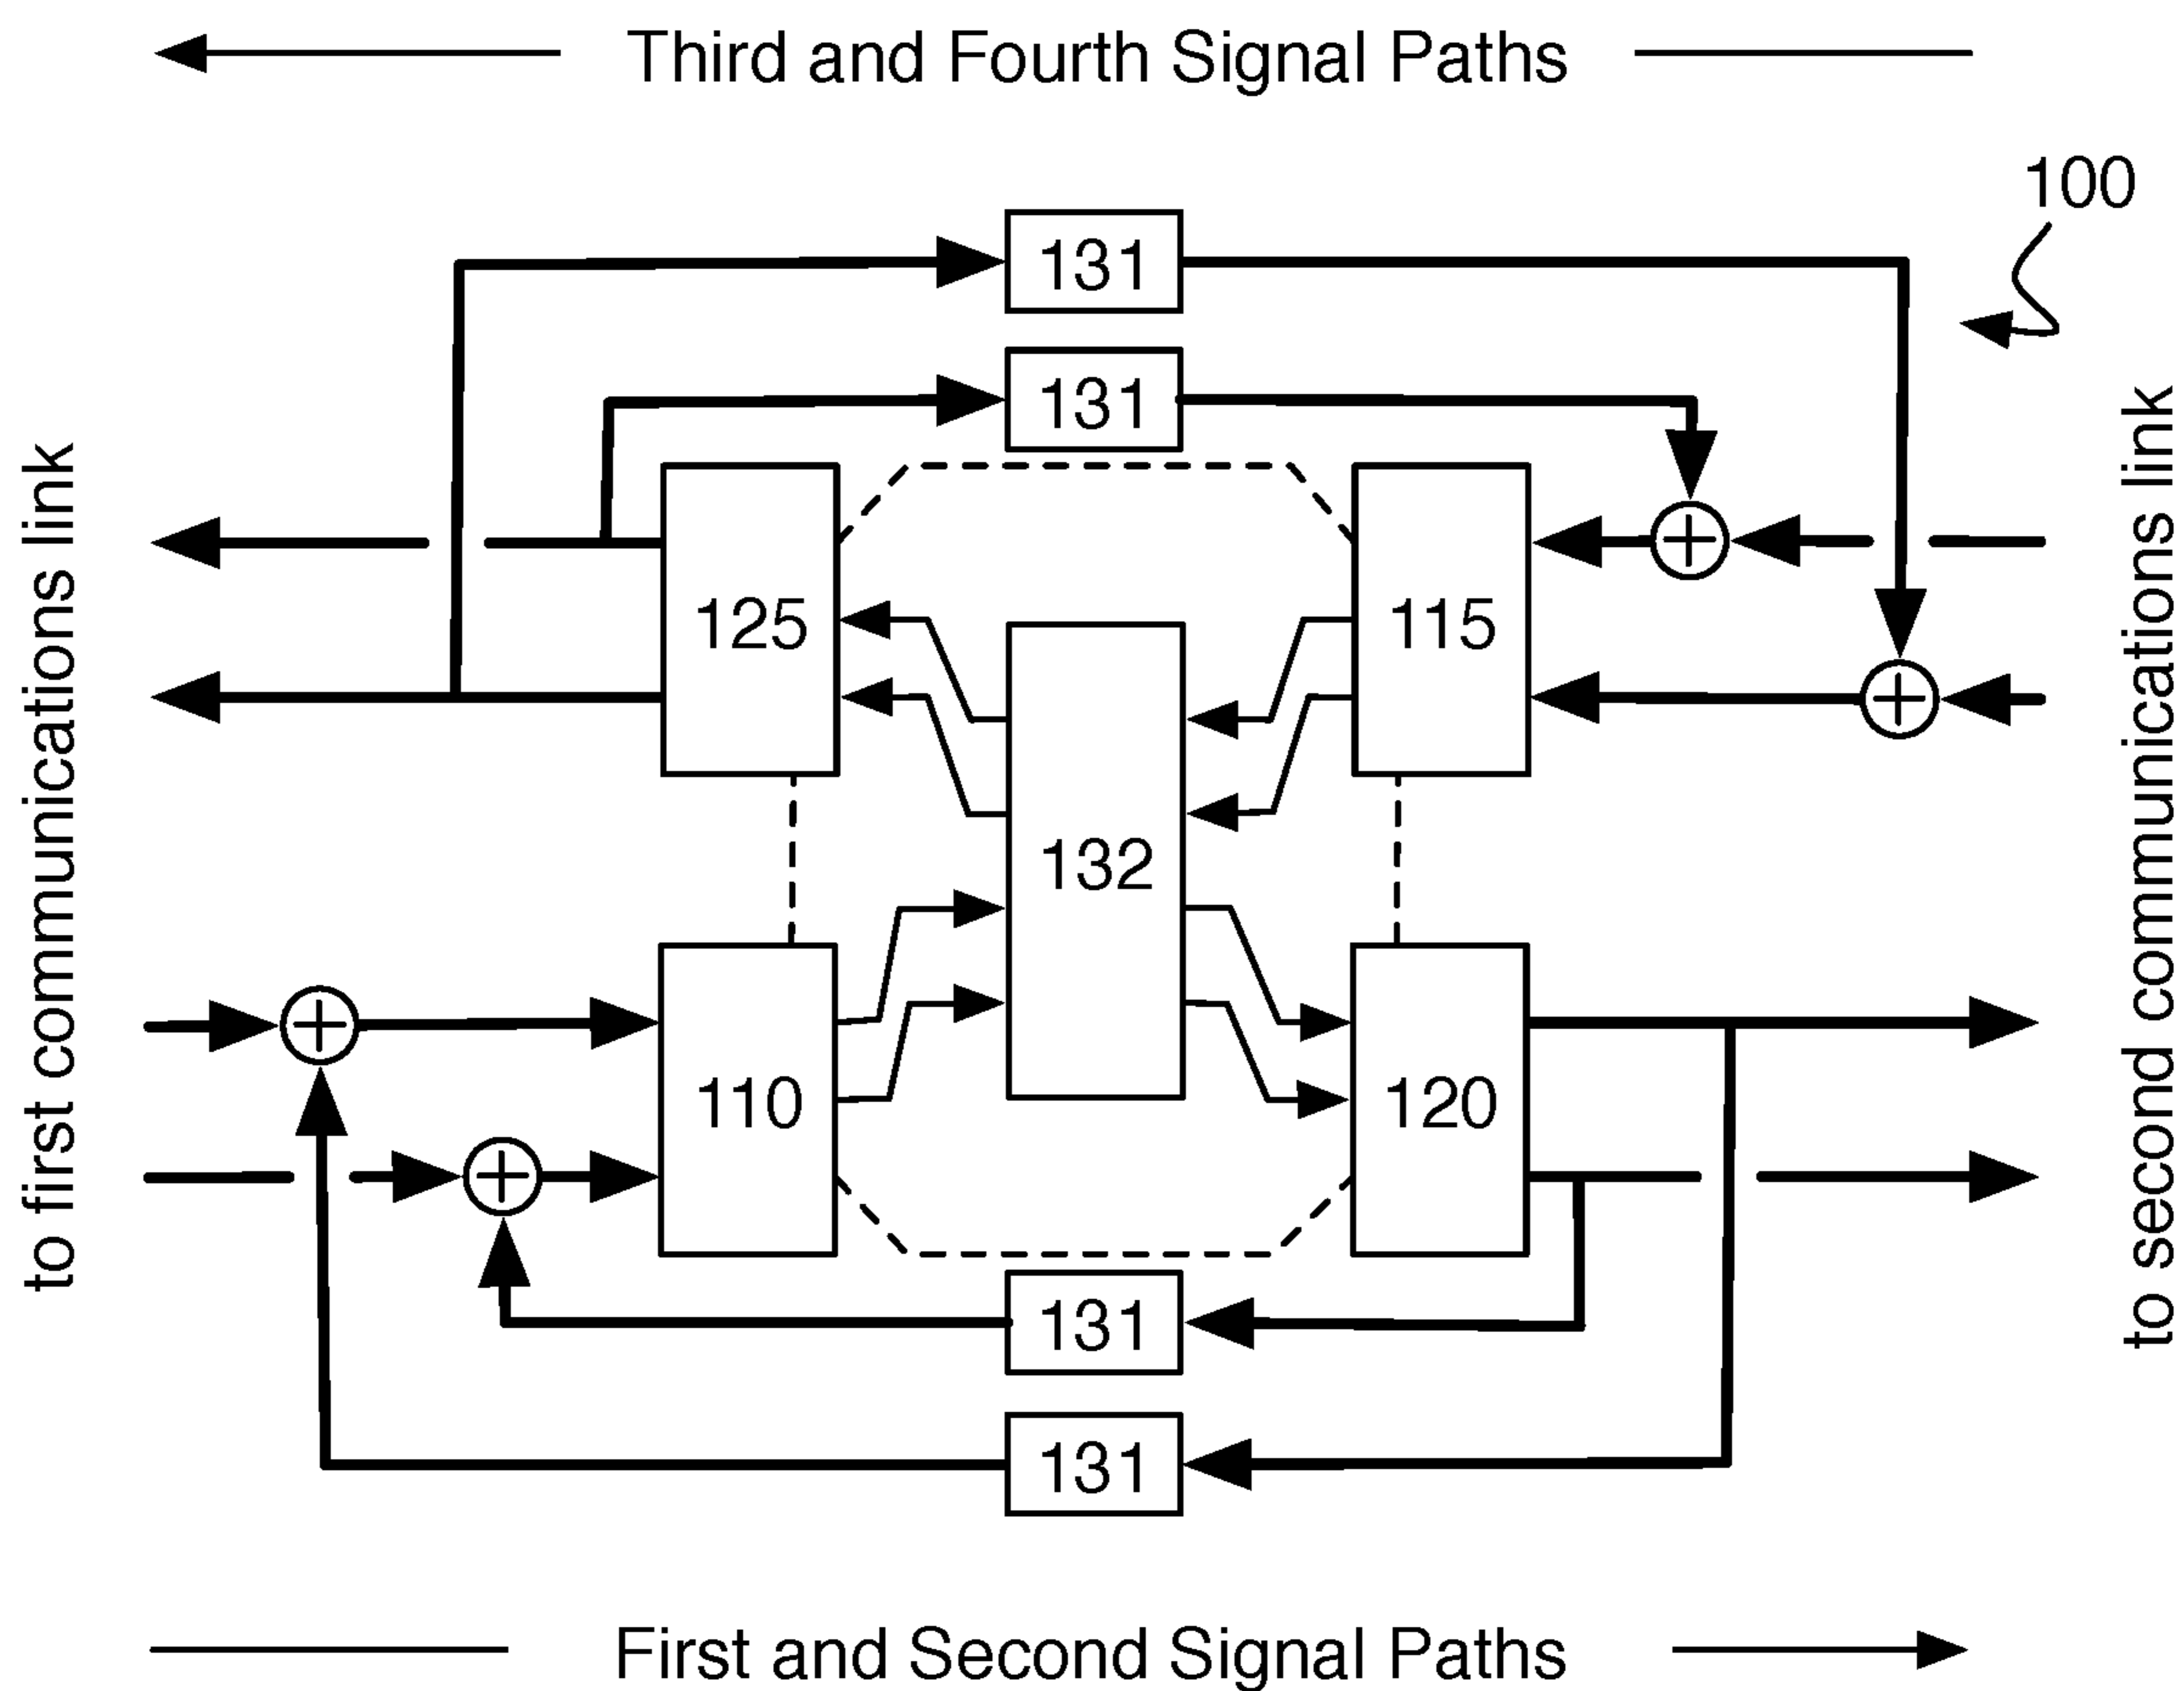 Third and Fourth Signal Paths
100
131
131
to first communications link
to second communications link
125
115
132
110
120
131
131
First and Second Signal Paths